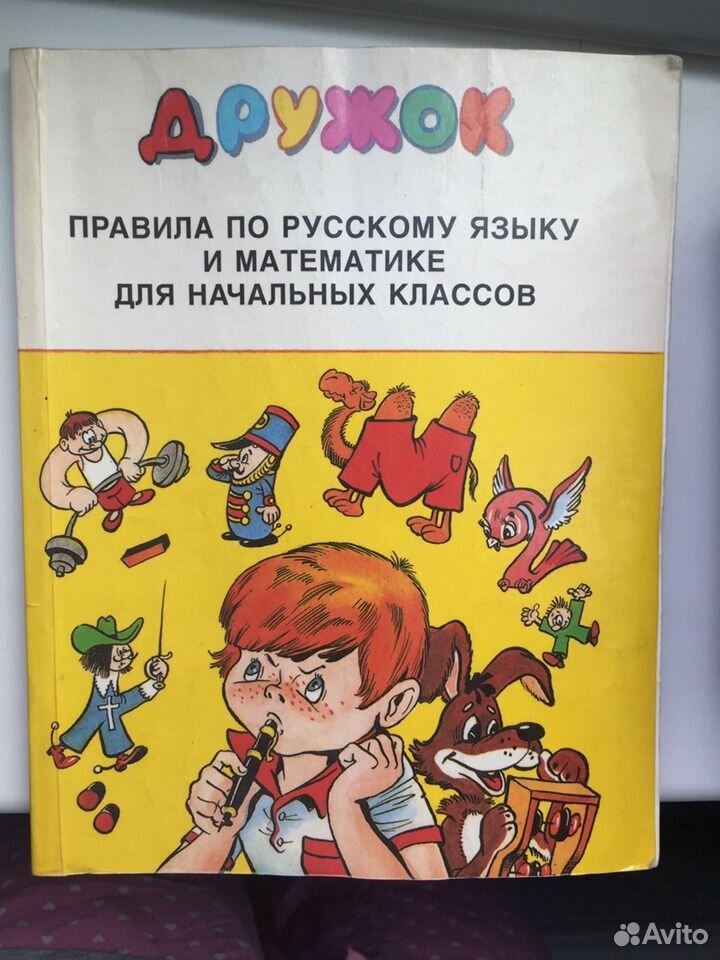 ДРУЖОК
ПРАВИЛА ПО РУССКОМУ ЯЗЫКУ
И МАТЕМАТИКЕ
ДЛЯ НАЧАЛЬНЫХ КЛАССОВ
Avito